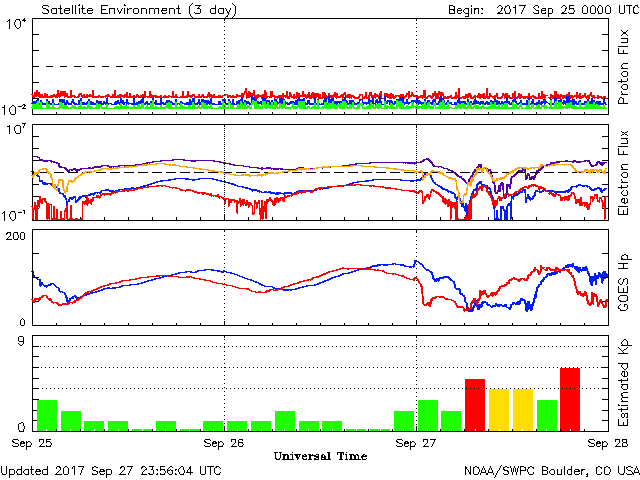 Satellite Environment (3 day) Begin: 2017 Sep 25 0000 UTC
10⁴
10⁻²
Proton Flux
10⁷
10⁻¹
Electron Flux
200
0
GOES Hp
9
0
Estimated Kp
Sep 25 Sep 26 Sep 27 Sep 28
Universal Time
Updated 2017 Sep 27 23:56:04 UTC NOAA/SWPC Boulder, CO USA